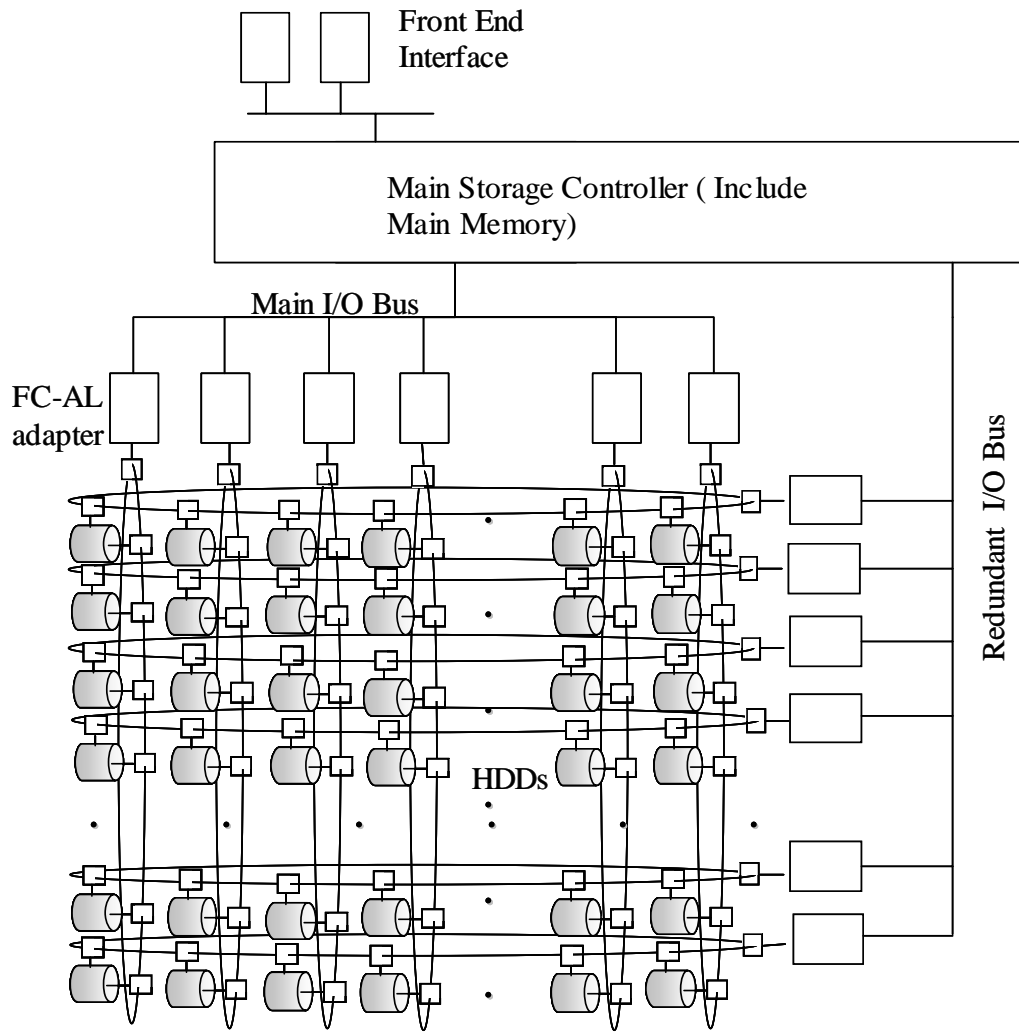 Front End
Interface
Main Storage Controller ( Include
Main Memory)
Main I/O Bus
FC-AL
adapter
Redundant I/O Bus
HDDs